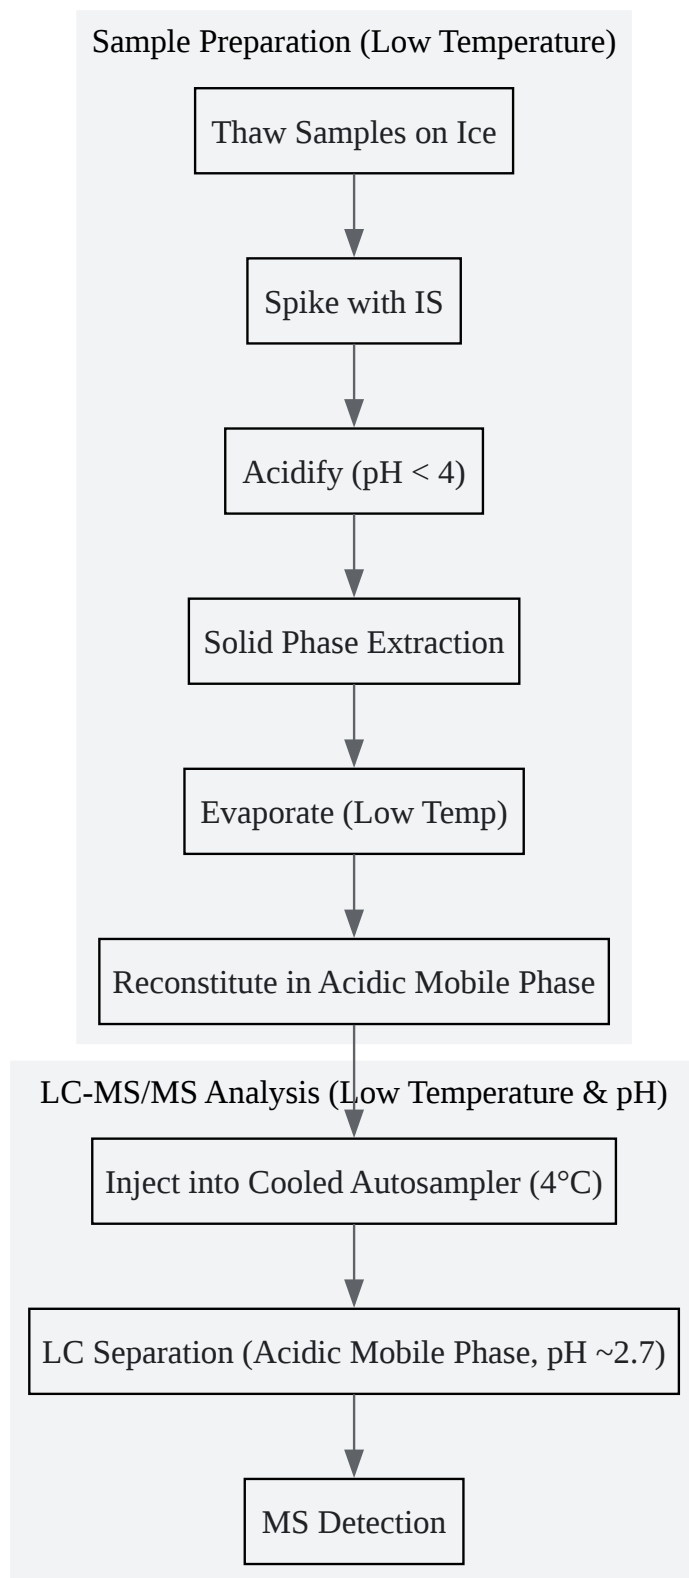 Sample Preparation (Low Temperature)
Thaw Samples on Ice
Spike with IS
Acidify (pH < 4)
Solid Phase Extraction
Evaporate (Low Temp)
Reconstitute in Acidic Mobile Phase
LC-MS/MS Analysis (Low Temperature & pH)
Inject into Cooled Autosampler (4°C)
LC Separation (Acidic Mobile Phase, pH ~2.7)
MS Detection